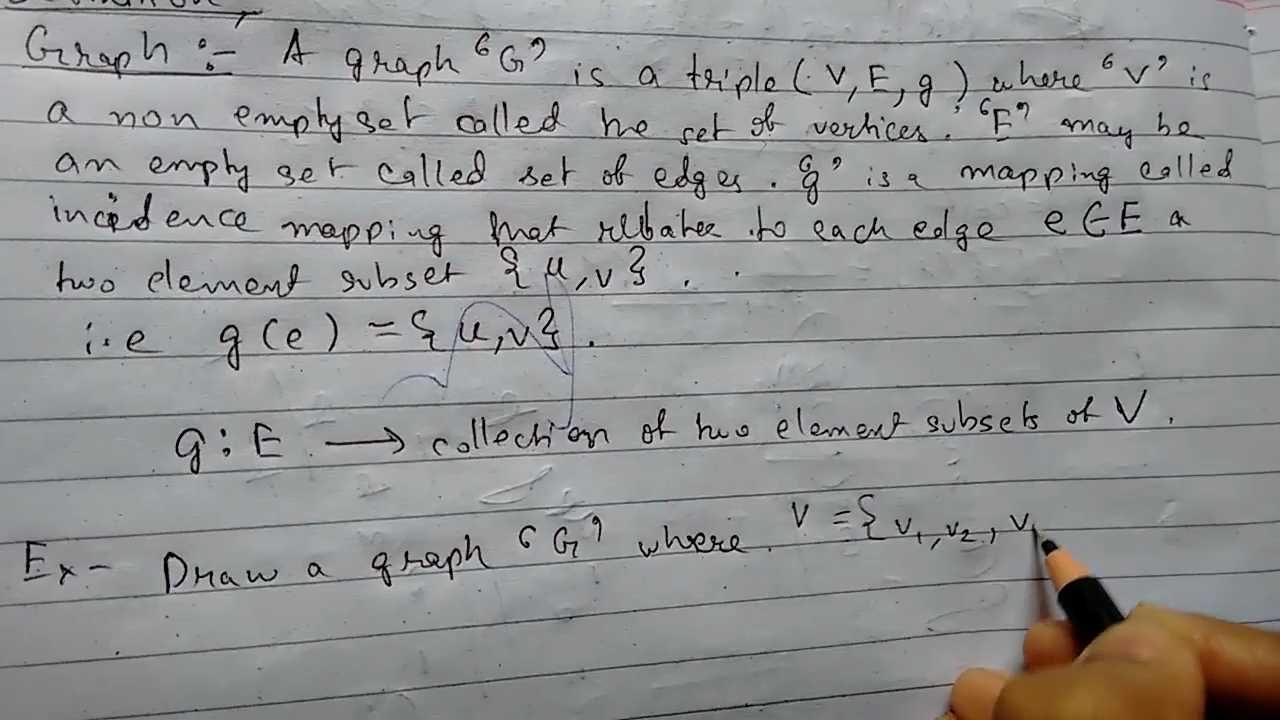 Graph :- A graph 'G' is a triple (V, E, g) where 'V' is
a non empty set called the set of vertices. 'E' may be
an empty set called set of edges. 'g' is a mapping called
incidence mapping that relates to each edge e ∈ E a
two element subset {u, v}.
i.e g(e) = {u, v}.
g : E → collection of two element subsets of V.
Ex- Draw a graph 'G' where. V = {v₁, v₂, v